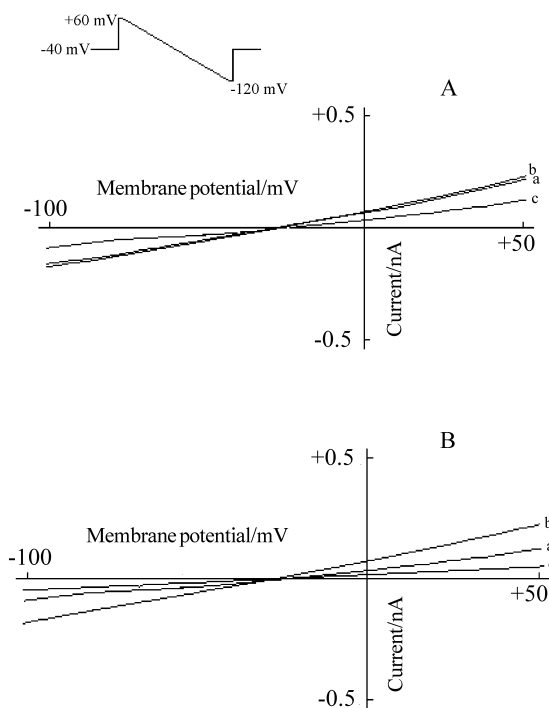 +60 mV
-40 mV
-120 mV
A
+0.5
b
a
Membrane potential/mV
c
-100
+50
Current/nA
-0.5
B
+0.5
b
Membrane potential/mV
a
-100
+50
Current/nA
-0.5